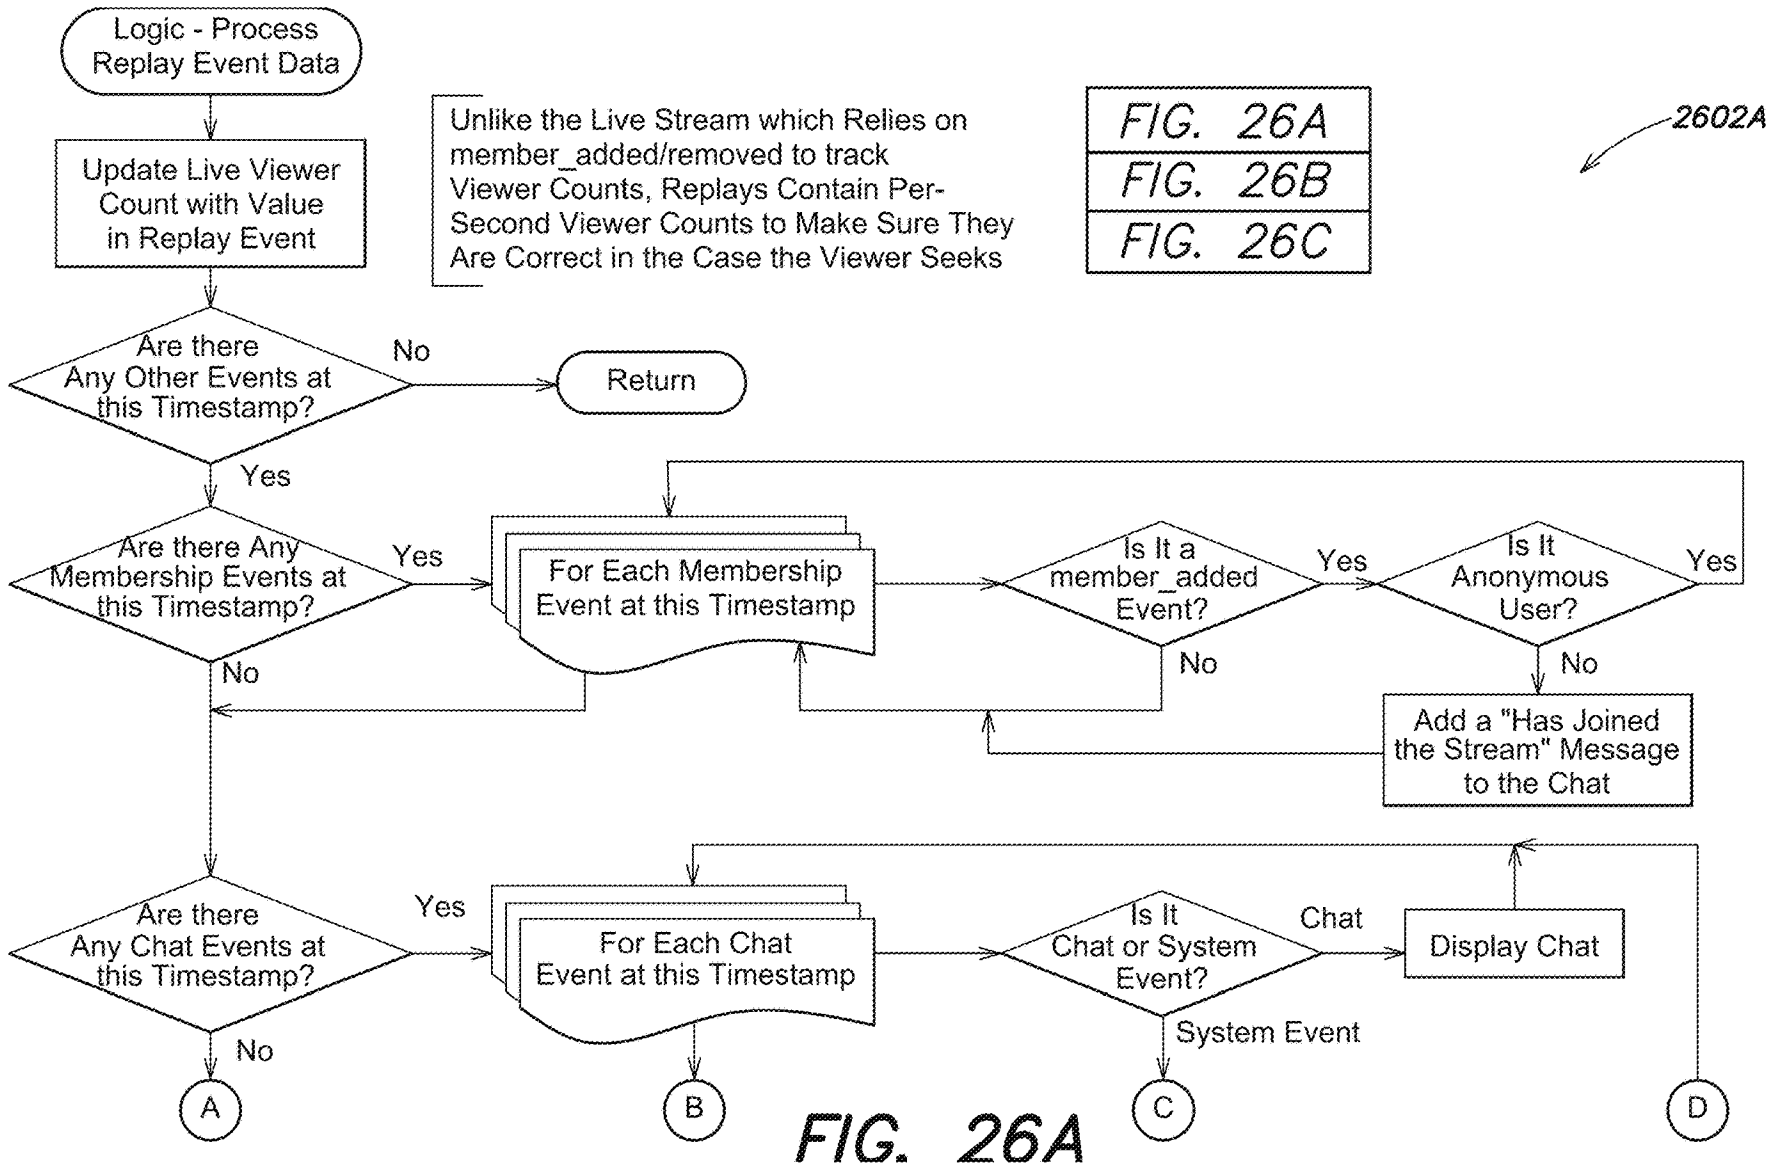 Logic - Process
Replay Event Data
Update Live Viewer
Count with Value
in Replay Event
Unlike the Live Stream which Relies on
member_added/removed to track
Viewer Counts, Replays Contain Per-
Second Viewer Counts to Make Sure They
Are Correct in the Case the Viewer Seeks
FIG. 26A
FIG. 26B
FIG. 26C
2602A
Are there
Any Other Events at
this Timestamp?
No
Return
Yes
Are there Any
Membership Events at
this Timestamp?
Yes
For Each Membership
Event at this Timestamp
Is It a
member_added
Event?
Yes
Is It
Anonymous
User?
Yes
No
No
No
Add a "Has Joined
the Stream" Message
to the Chat
Are there
Any Chat Events at
this Timestamp?
Yes
For Each Chat
Event at this Timestamp
Is It
Chat or System
Event?
Chat
Display Chat
No
System Event
A
B
C
D
FIG. 26A